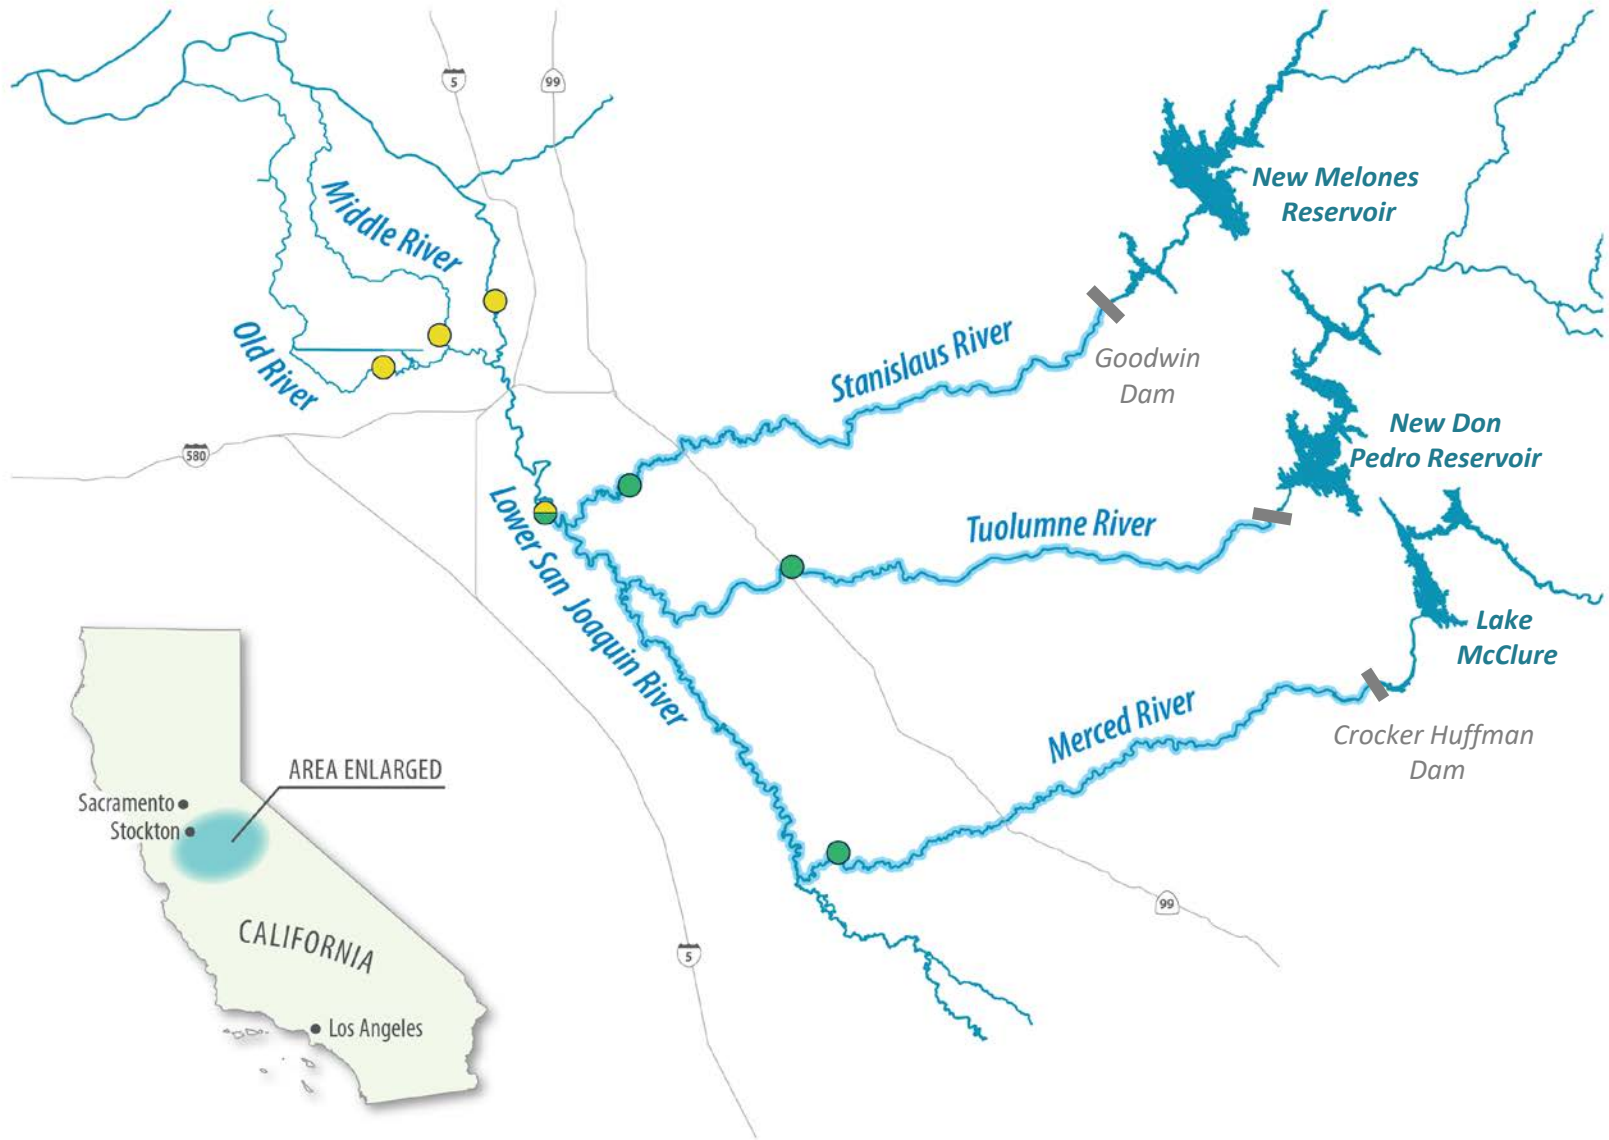 5
99
New Melones
Reservoir
Middle River
Old River
Stanislaus River
Goodwin
Dam
New Don
Pedro Reservoir
580
Lower San Joaquin River
Tuolumne River
Lake
McClure
Merced River
Crocker Huffman
Dam
AREA ENLARGED
Sacramento
Stockton
CALIFORNIA
Los Angeles
99
5